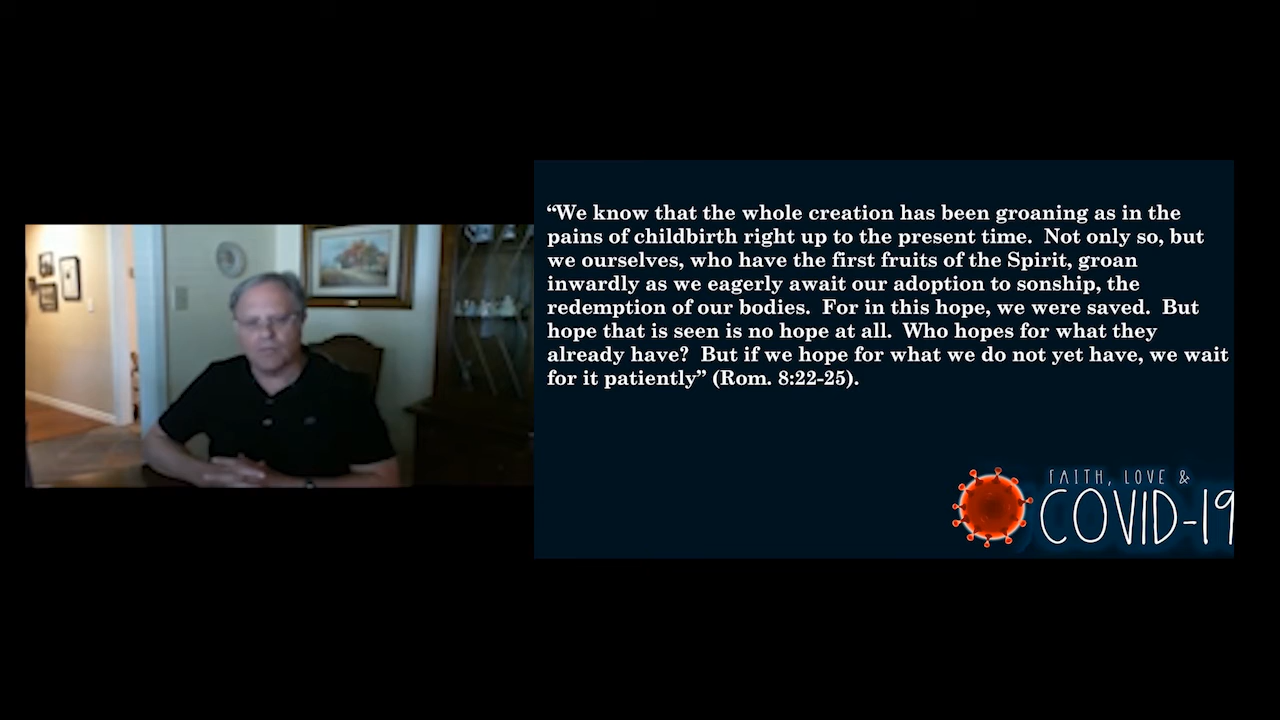 “We know that the whole creation has been groaning as in the
pains of childbirth right up to the present time.  Not only so, but
we ourselves, who have the first fruits of the Spirit, groan
inwardly as we eagerly await our adoption to sonship, the
redemption of our bodies.  For in this hope, we were saved.  But
hope that is seen is no hope at all.  Who hopes for what they
already have?  But if we hope for what we do not yet have, we wait
for it patiently” (Rom. 8:22-25).
FAITH, LOVE &
COVID-19